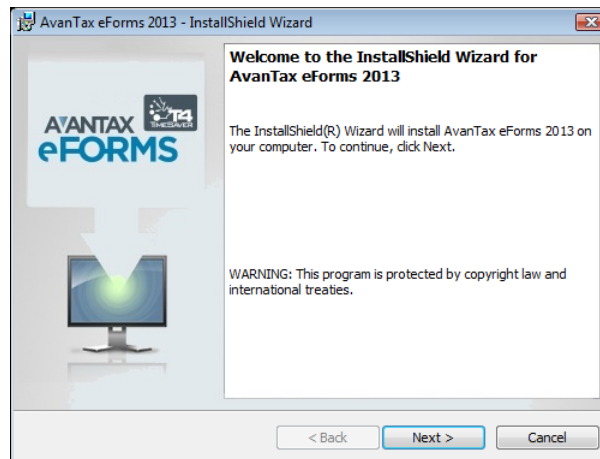 AvanTax eForms 2013 - InstallShield Wizard
Welcome to the InstallShield Wizard for
AvanTax eForms 2013
AVANTAX
T4
TIMESAVER
eFORMS
The InstallShield(R) Wizard will install AvanTax eForms 2013 on
your computer. To continue, click Next.
WARNING: This program is protected by copyright law and
international treaties.
< Back
Next >
Cancel